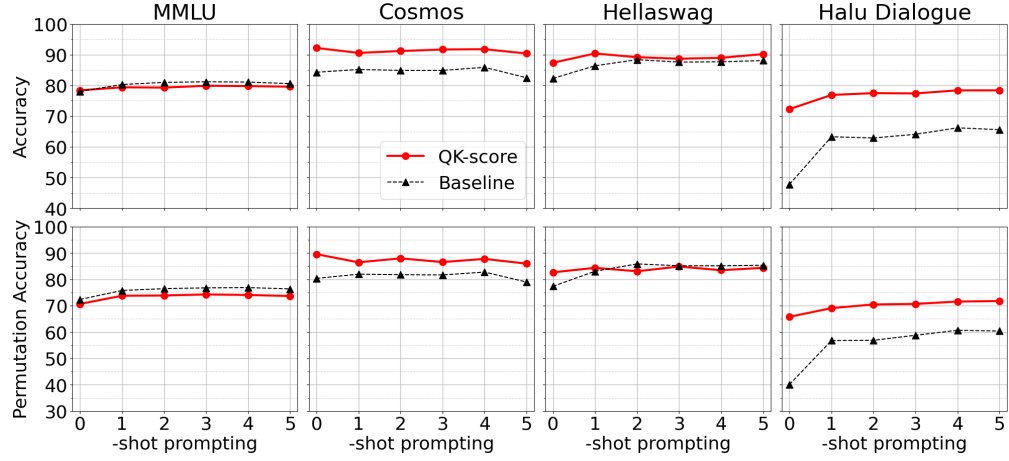 MMLU Cosmos Hellaswag Halu Dialogue
Accuracy
100
90
80
70
60
50
40
QK-score
Baseline
Permutation Accuracy
100
90
80
70
60
50
40
30
0 1 2 3 4 5 0 1 2 3 4 5 0 1 2 3 4 5 0 1 2 3 4 5
-shot prompting -shot prompting -shot prompting -shot prompting